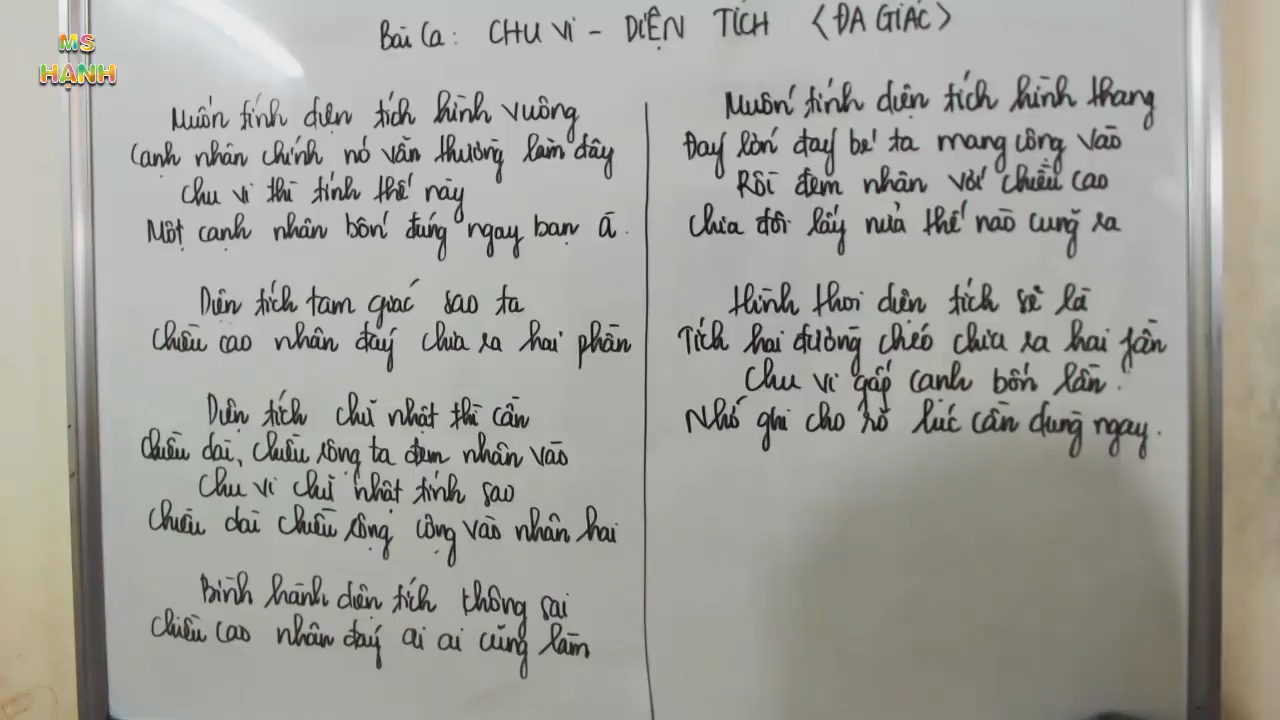 MS
HẠNH
Bài Ca: CHU VI - DIỆN TÍCH <ĐA GIÁC>
Muốn tính diện tích hình vuông
Cạnh nhân chính nó vẫn thường làm đây
Chu vi thì tính thế này
Một cạnh nhân bốn đúng ngay bạn ạ.
Diện tích tam giác sao ta
Chiều cao nhân đáy chia ra hai phần
Diện tích chữ nhật thì cần
Chiều dài, chiều rộng ta đem nhân vào
Chu vi chữ nhật tính sao
Chiều dài chiều rộng cộng vào nhân hai
Bình hành diện tích không sai
Chiều cao nhân đáy ai ai cũng làm
Muốn tính diện tích hình thang
Đáy lớn đáy bé ta mang cộng vào
Rồi đem nhân với chiều cao
Chia đôi lấy nửa thế nào cũng ra
Hình thoi diện tích sẽ là
Tích hai đường chéo chia ra hai fần
Chu vi gấp cạnh bốn lần.
Nhớ ghi cho rõ lúc cần dùng ngay.